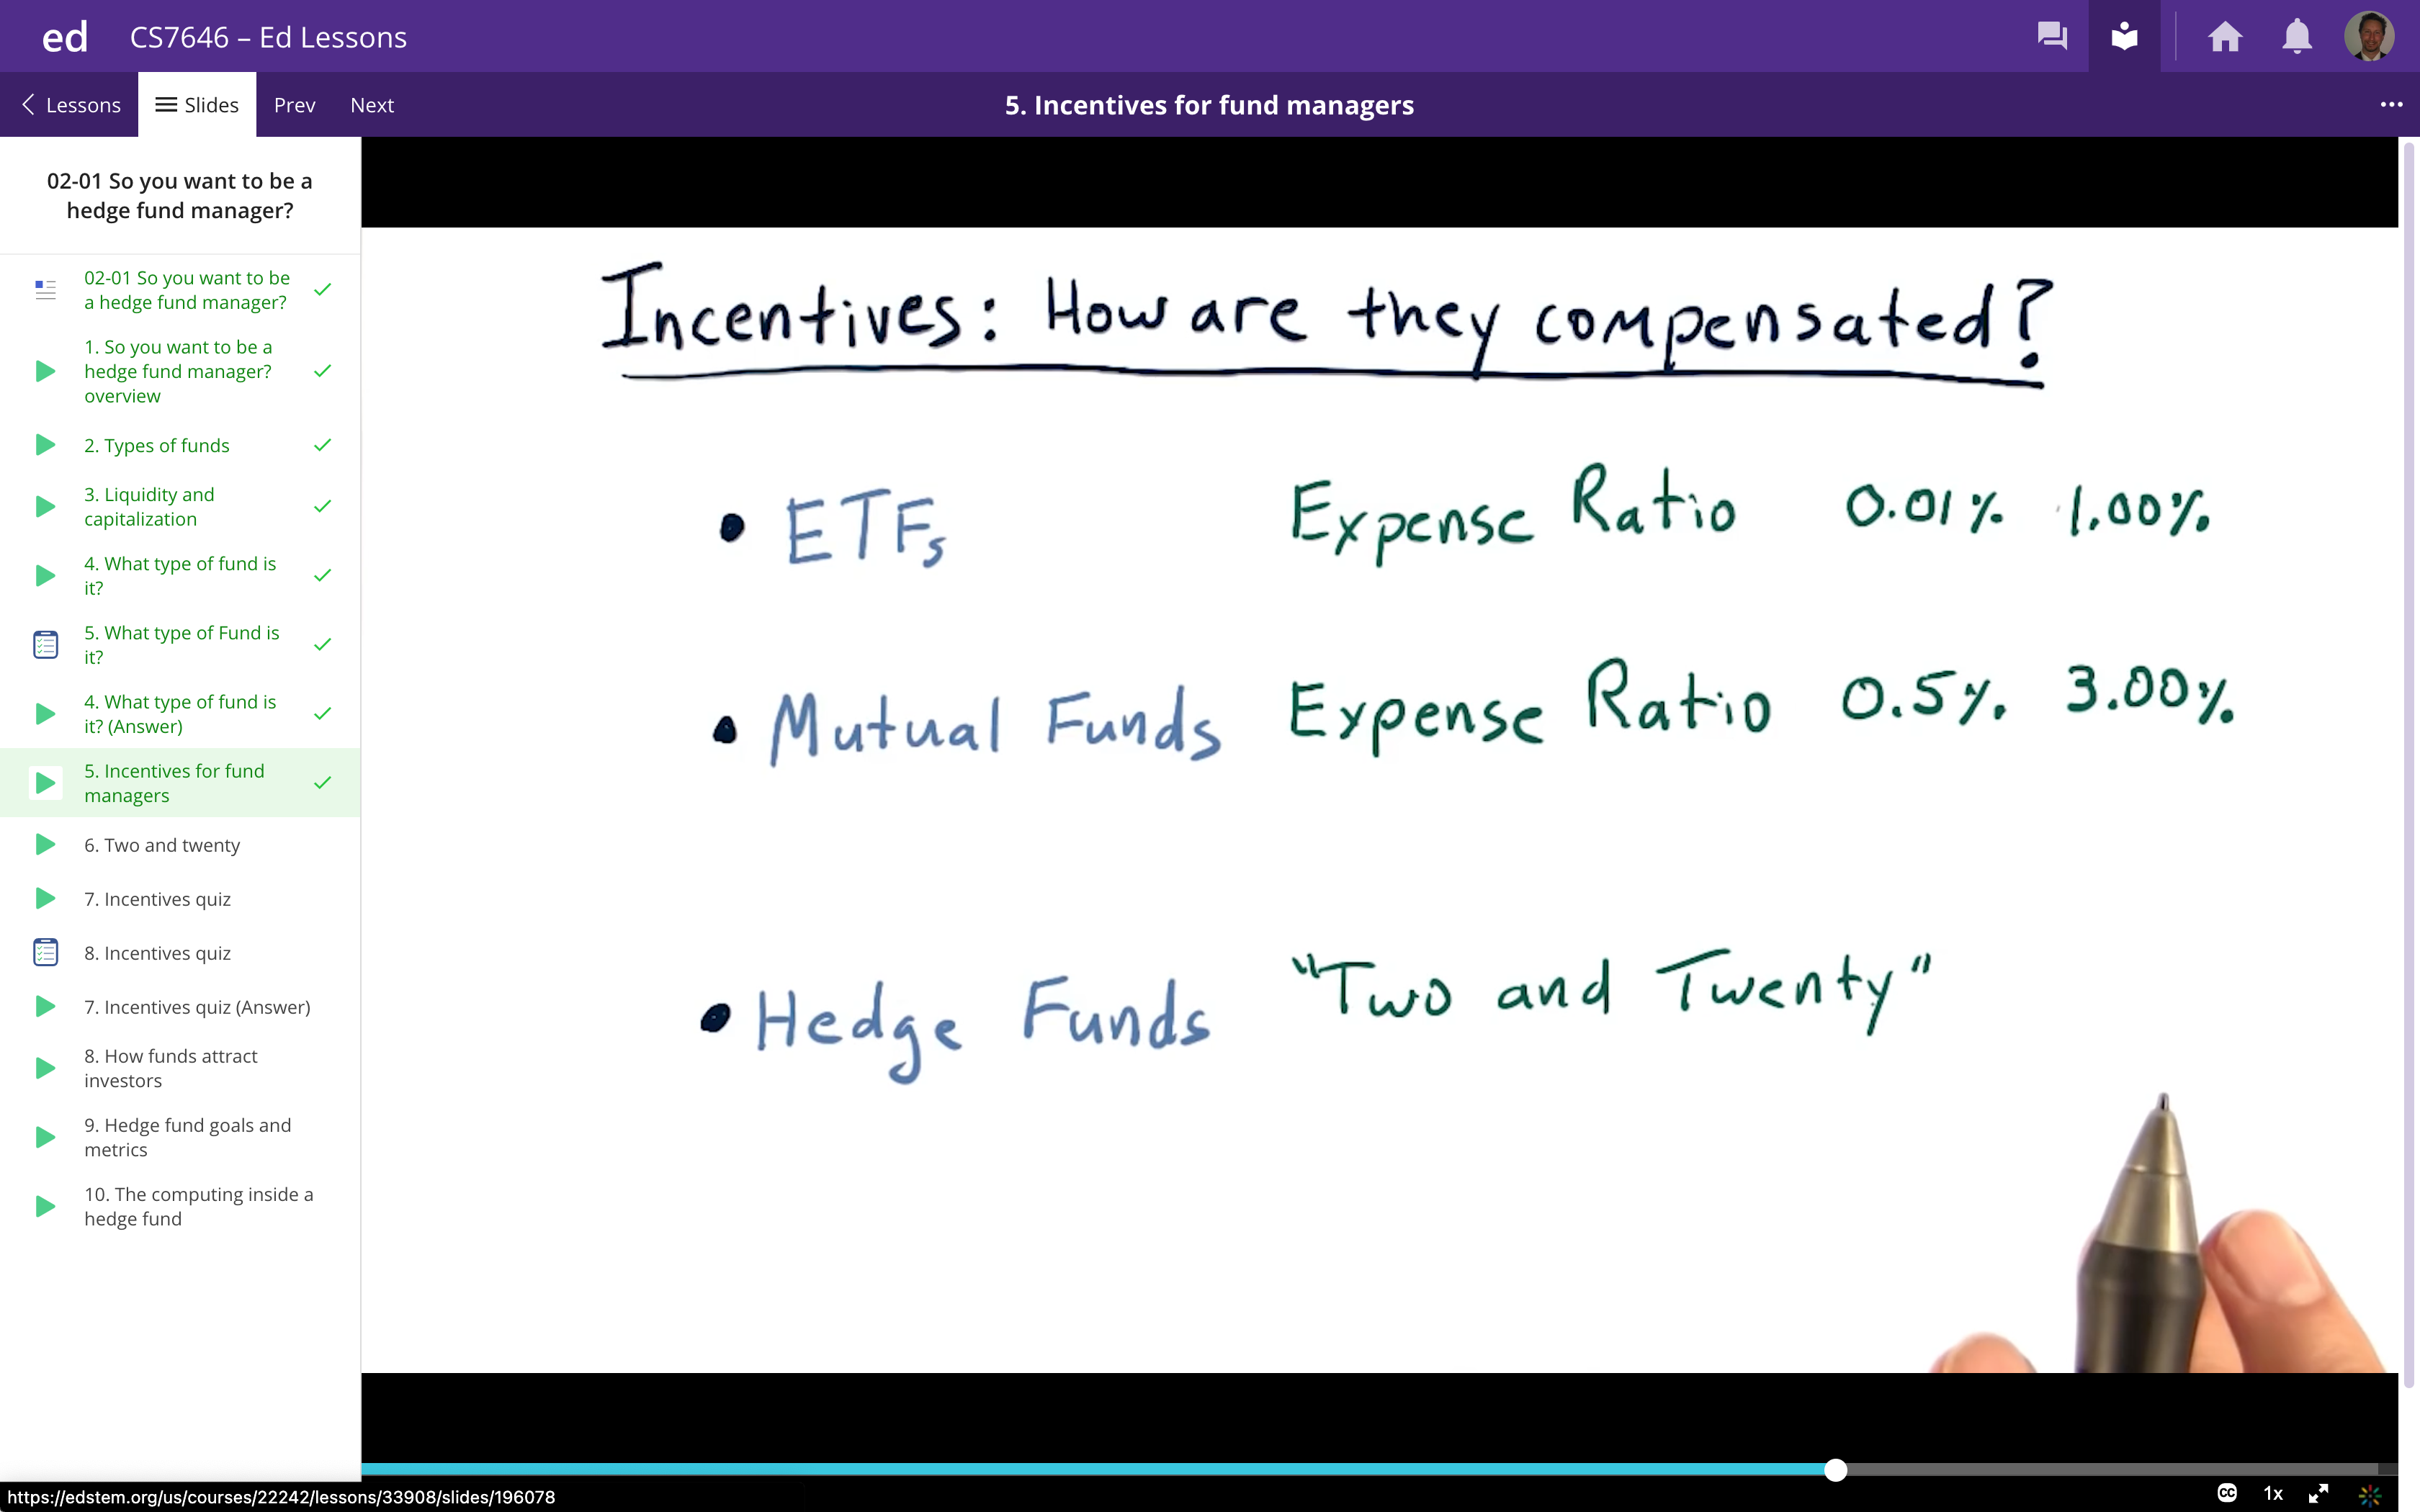 ed CS7646 – Ed Lessons
Lessons Slides Prev Next 5. Incentives for fund managers
02-01 So you want to be a
hedge fund manager?
02-01 So you want to be
a hedge fund manager?
1. So you want to be a
hedge fund manager?
overview
2. Types of funds
3. Liquidity and
capitalization
4. What type of fund is
it?
5. What type of Fund is
it?
4. What type of fund is
it? (Answer)
5. Incentives for fund
managers
6. Two and twenty
7. Incentives quiz
8. Incentives quiz
7. Incentives quiz (Answer)
8. How funds attract
investors
9. Hedge fund goals and
metrics
10. The computing inside a
hedge fund
Incentives: How are they compensated?
• ETFs Expense Ratio 0.01% 1.00%
• Mutual Funds Expense Ratio 0.5% 3.00%
• Hedge Funds "Two and Twenty"
https://edstem.org/us/courses/22242/lessons/33908/slides/196078
CC 1x